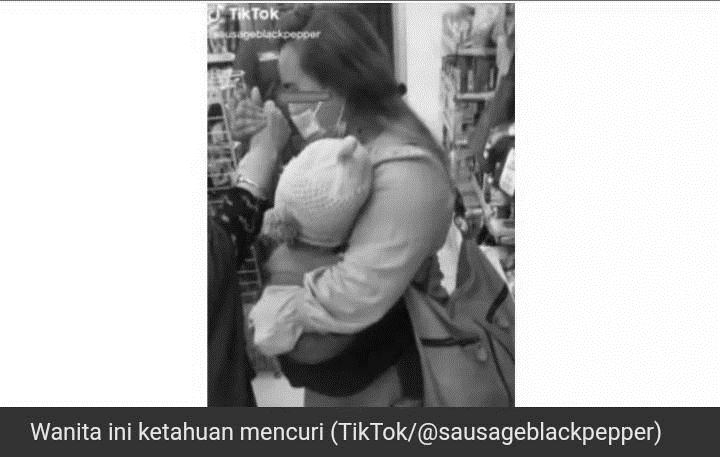 TikTok
sausageblackpepper
Wanita ini ketahuan mencuri (TikTok/@sausageblackpepper)